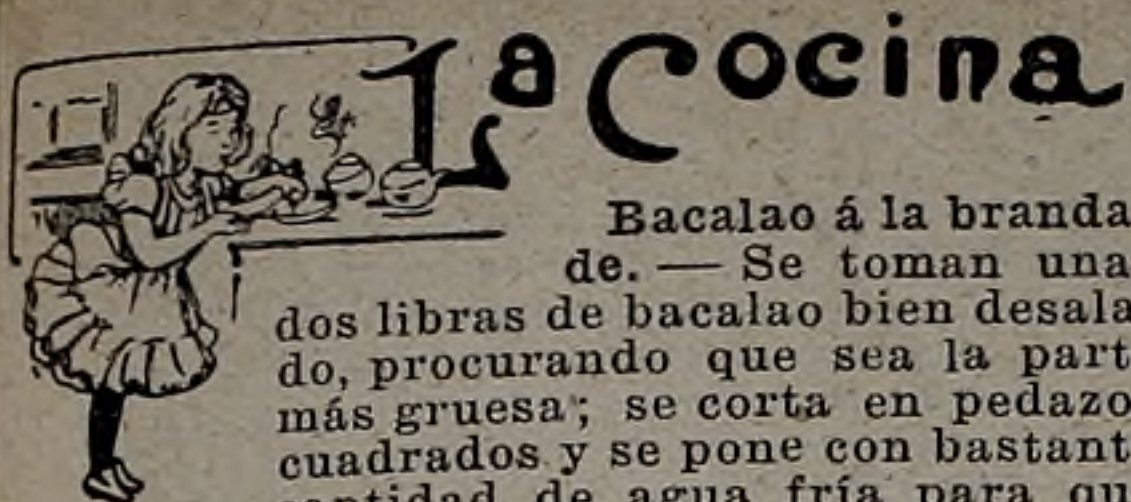 La Cocina
Bacalao á la branda
de. — Se toman una
dos libras de bacalao bien desala
do, procurando que sea la part
más gruesa; se corta en pedazo
cuadrados y se pone con bastant
cantidad de agua fría para qu